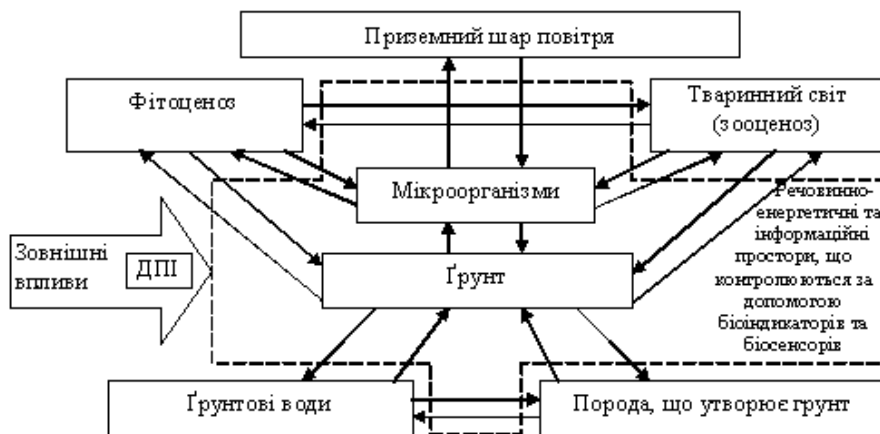 Приземний шар повітря
Фітоценоз
Тваринний світ
(зооценоз)
Мікроорганізми
Речовинно-
енергетичні та
інформаційні
простори, що
контролюються за
допомогою
біоіндикаторів та
біосенсорів
Зовнішні
впливи
ДПІ
Ґрунт
Ґрунтові води
Порода, що утворює грунт